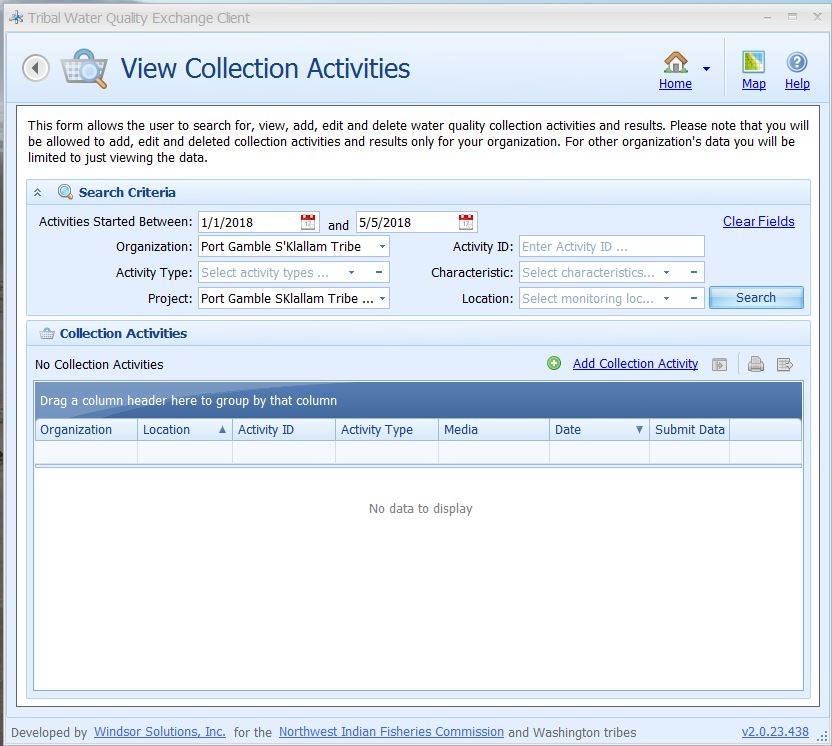 Tribal Water Quality Exchange Client
View Collection Activities
Home
Map
Help
This form allows the user to search for, view, add, edit and delete water quality collection activities and results. Please note that you will
be allowed to add, edit and deleted collection activities and results only for your organization. For other organization's data you will be
limited to just viewing the data.
Search Criteria
Activities Started Between: 1/1/2018 and 5/5/2018 Clear Fields
Organization: Port Gamble S'Klallam Tribe Activity ID: Enter Activity ID ...
Activity Type: Select activity types ... Characteristic: Select characteristics...
Project: Port Gamble SKlallam Tribe ... Location: Select monitoring loc... Search
Collection Activities
No Collection Activities Add Collection Activity
Drag a column header here to group by that column
Organization Location Activity ID Activity Type Media Date Submit Data
No data to display
Developed by Windsor Solutions, Inc. for the Northwest Indian Fisheries Commission and Washington tribes v2.0.23.438